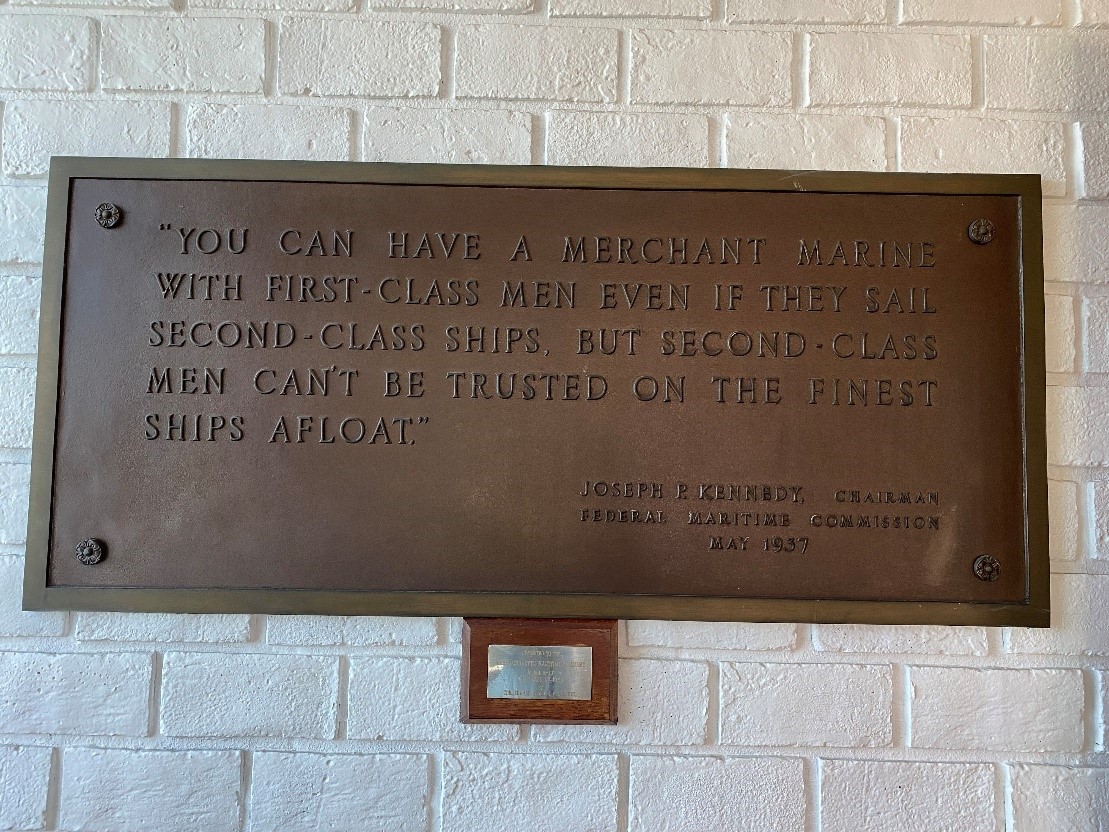 "YOU CAN HAVE A MERCHANT MARINE
WITH FIRST-CLASS MEN EVEN IF THEY SAIL
SECOND-CLASS SHIPS, BUT SECOND-CLASS
MEN CAN'T BE TRUSTED ON THE FINEST
SHIPS AFLOAT."
JOSEPH P. KENNEDY, CHAIRMAN
FEDERAL MARITIME COMMISSION
MAY 1937